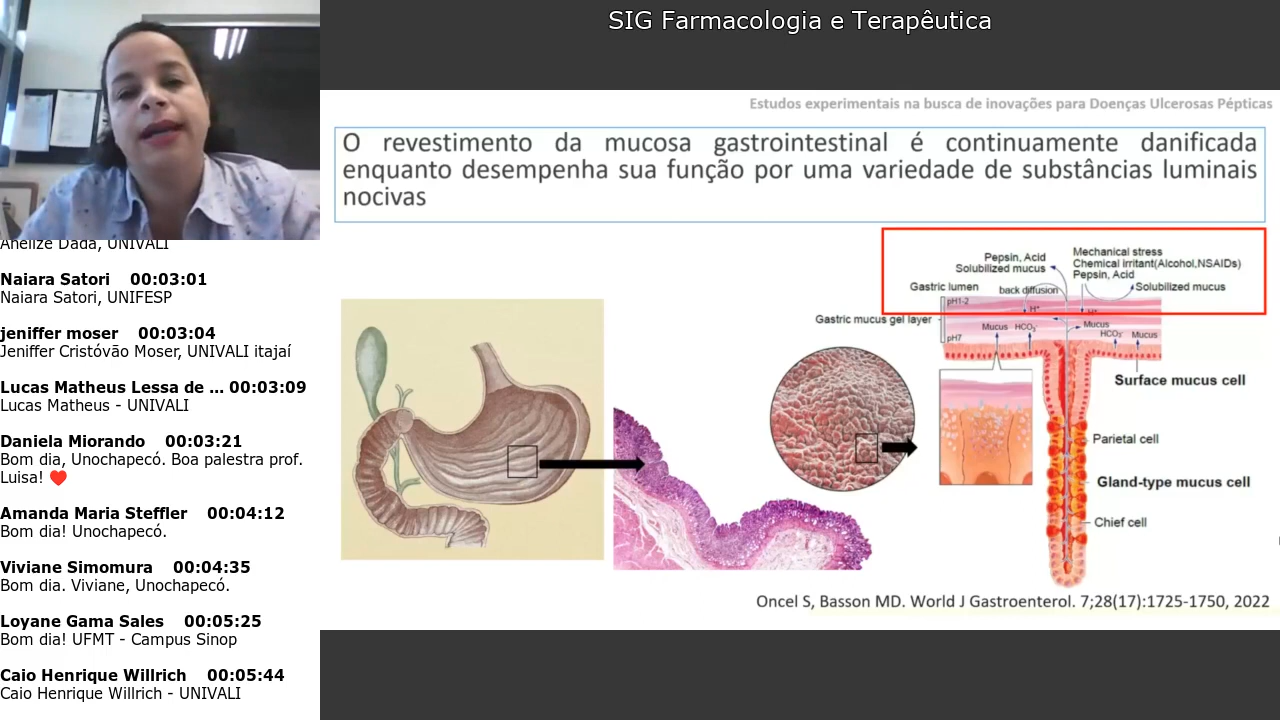 SIG Farmacologia e Terapêutica
Estudos experimentais na busca de inovações para Doenças Ulcerosas Pépticas
O revestimento da mucosa gastrointestinal é continuamente danificada
enquanto desempenha sua função por uma variedade de substâncias luminais
nocivas
Anelize Dada, UNIVALI
Naiara Satori 00:03:01
Naiara Satori, UNIFESP
jeniffer moser 00:03:04
Jeniffer Cristóvão Moser, UNIVALI itajaí
Lucas Matheus Lessa de ... 00:03:09
Lucas Matheus - UNIVALI
Daniela Miorando 00:03:21
Bom dia, Unochapecó. Boa palestra prof.
Luisa! ♥
Amanda Maria Steffler 00:04:12
Bom dia! Unochapecó.
Viviane Simomura 00:04:35
Bom dia. Viviane, Unochapecó.
Loyane Gama Sales 00:05:25
Bom dia! UFMT - Campus Sinop
Caio Henrique Willrich 00:05:44
Caio Henrique Willrich - UNIVALI
Pepsin, Acid
Solubilized mucus
Mechanical stress
Chemical irritant(Alcohol,NSAIDs)
Pepsin, Acid
Solubilized mucus
Gastric lumen
back diffusion
pH1-2
H⁺
H⁺
Gastric mucus gel layer
Mucus
HCO₃⁻
Mucus
HCO₃⁻
Mucus
pH7
Surface mucus cell
Parietal cell
Gland-type mucus cell
Chief cell
Oncel S, Basson MD. World J Gastroenterol. 7;28(17):1725-1750, 2022